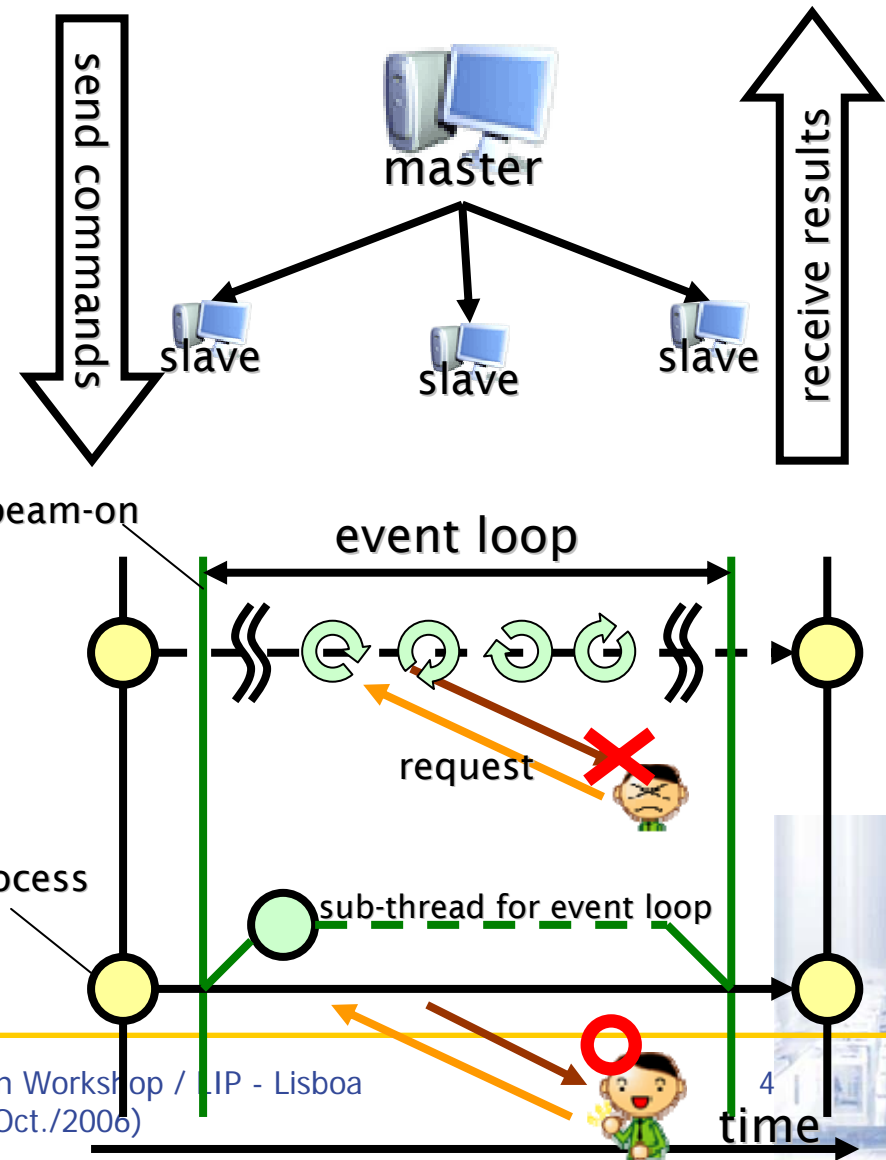 send commands
receive results
master
slave
slave
slave
beam-on
event loop
request
sub-thread for event loop
Workshop / LIP - Lisboa
4
Oct./2006)
time